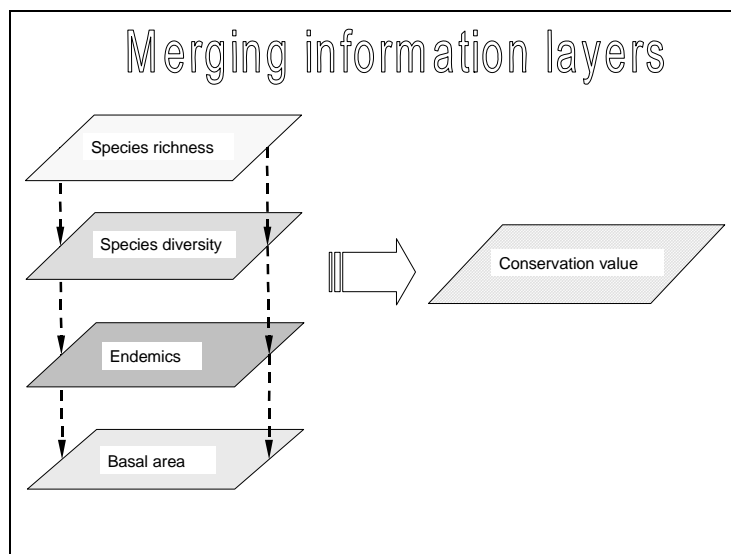 Merging information layers
Species richness
Species diversity
Conservation value
Endemics
Basal area